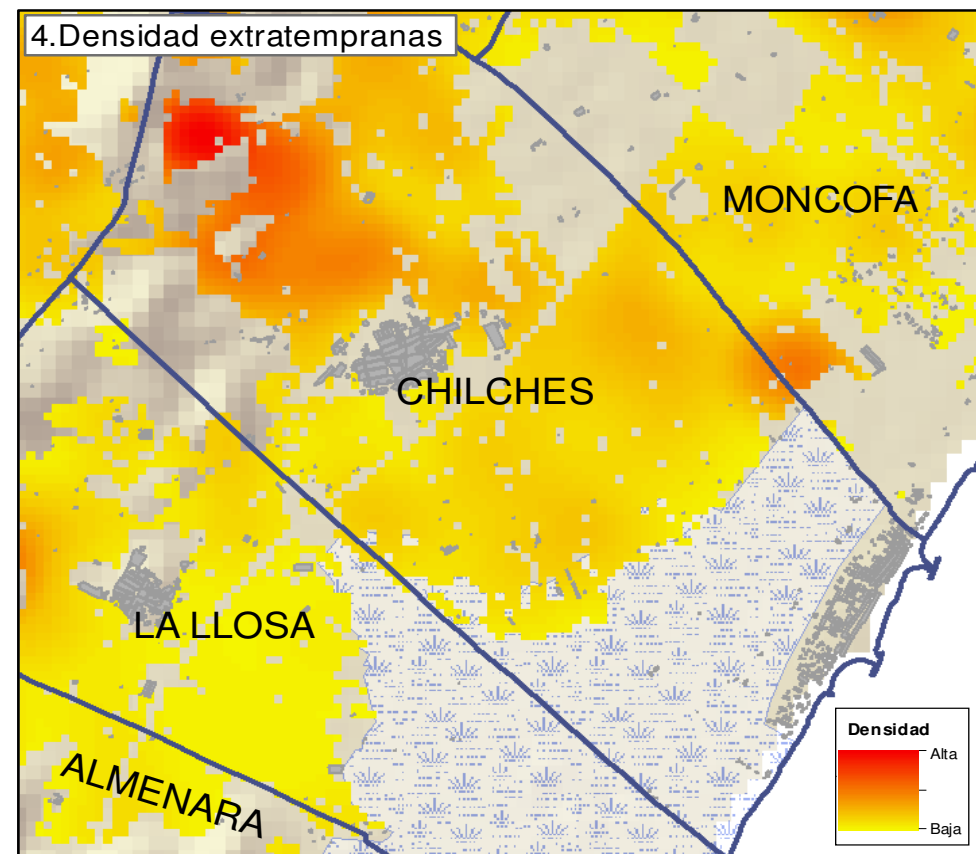 4.Densidad extratempranas
MONCOFA
CHILCHES
LA LLOSA
ALMENARA
Densidad
Alta
Baja